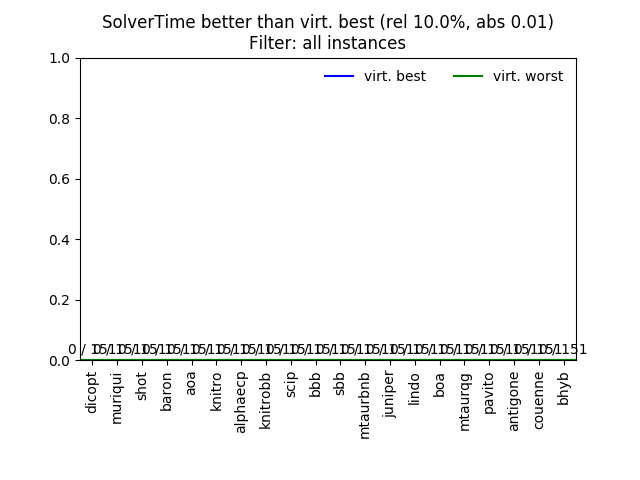 SolverTime better than virt. best (rel 10.0%, abs 0.01)
Filter: all instances
virt. best
virt. worst
1.0
0.8
0.6
0.4
0.2
0.0
dicopt
muriqui
shot
baron
aoa
knitro
alphaecp
knitrobb
scip
bbb
sbb
mtaurbnb
juniper
lindo
boa
mtaurqg
pavito
antigone
couenne
bhyb